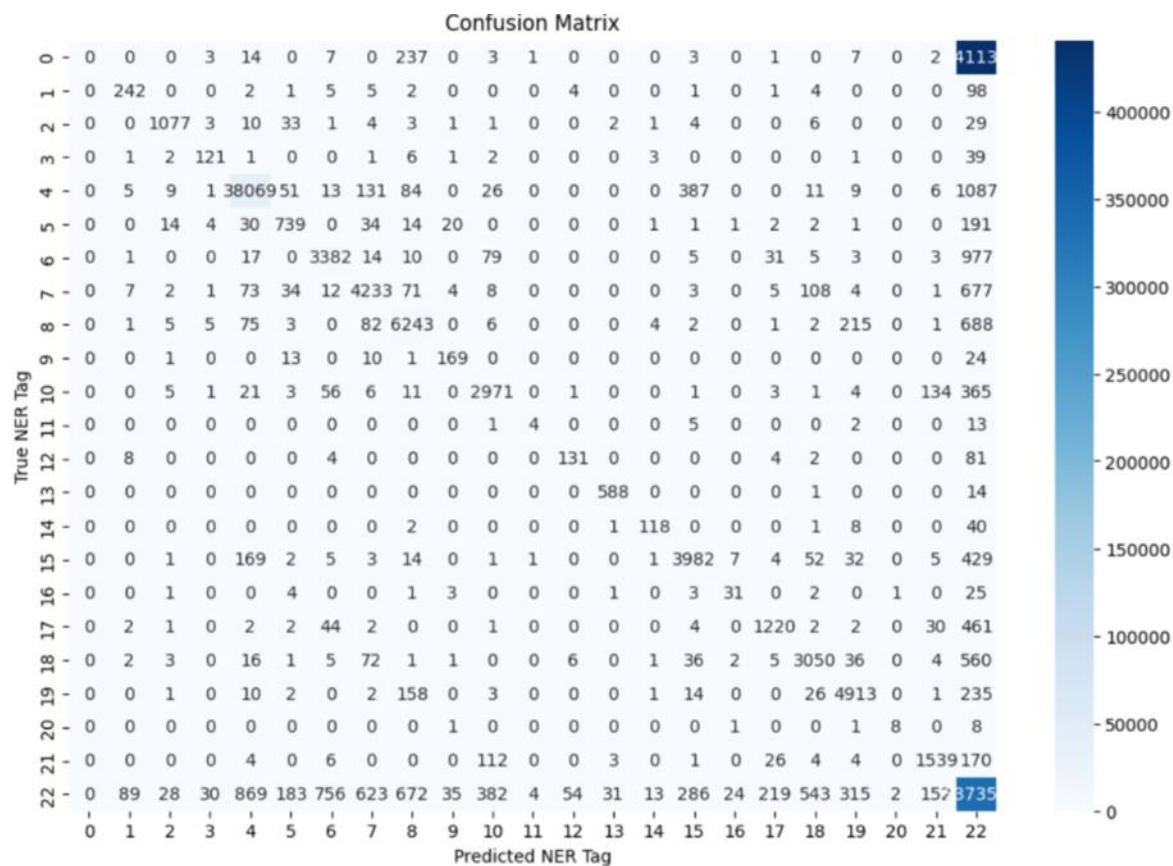 Confusion Matrix
0 - 0 0 0 3 14 0 7 0 237 0 3 1 0 0 0 3 0 1 0 7 0 2
1 - 0 242 0 0 2 1 5 5 2 0 0 0 4 0 0 1 0 1 4 0 0 0 98
2 - 0 0 1077 3 10 33 1 4 3 1 1 0 0 2 1 4 0 0 6 0 0 0 29
3 - 0 1 2 121 1 0 0 1 6 1 2 0 0 0 3 0 0 0 0 1 0 0 39
4 - 0 5 9 1 38069 51 13 131 84 0 26 0 0 0 0 387 0 0 11 9 0 6 1087
5 - 0 0 14 4 30 739 0 34 14 20 0 0 0 0 1 1 1 2 2 1 0 0 191
6 - 0 1 0 0 17 0 3382 14 10 0 79 0 0 0 0 5 0 31 5 3 0 3 977
7 - 0 7 2 1 73 34 12 4233 71 4 8 0 0 0 0 3 0 5 108 4 0 1 677
8 - 0 1 5 5 75 3 0 82 6243 0 6 0 0 0 4 2 0 1 2 215 0 1 688
9 - 0 0 1 0 0 13 0 10 1 169 0 0 0 0 0 0 0 0 0 0 0 0 24
10 - 0 0 5 1 21 3 56 6 11 0 2971 0 1 0 0 1 0 3 1 4 0 134 365
11 - 0 0 0 0 0 0 0 0 0 0 1 4 0 0 0 5 0 0 0 2 0 0 13
12 - 0 8 0 0 0 0 4 0 0 0 0 0 131 0 0 0 0 4 2 0 0 0 81
13 - 0 0 0 0 0 0 0 0 0 0 0 0 0 588 0 0 0 0 1 0 0 0 14
14 - 0 0 0 0 0 0 0 0 2 0 0 0 0 1 118 0 0 0 1 8 0 0 40
15 - 0 0 1 0 169 2 5 3 14 0 1 1 0 0 1 3982 7 4 52 32 0 5 429
16 - 0 0 1 0 0 4 0 0 1 3 0 0 0 1 0 3 31 0 2 0 1 0 25
17 - 0 2 1 0 2 2 44 2 0 0 1 0 0 0 0 4 0 1220 2 2 0 30 461
18 - 0 2 3 0 16 1 5 72 1 1 0 0 6 0 1 36 2 5 3050 36 0 4 560
19 - 0 0 1 0 10 2 0 2 158 0 3 0 0 0 1 14 0 0 26 4913 0 1 235
20 - 0 0 0 0 0 0 0 0 0 1 0 0 0 0 0 0 1 0 0 1 8 0 8
21 - 0 0 0 0 4 0 6 0 0 0 112 0 0 3 0 1 0 26 4 4 0 1539 170
22 - 0 89 28 30 869 183 756 623 672 35 382 4 54 31 13 286 24 219 543 315 2 152
0 1 2 3 4 5 6 7 8 9 10 11 12 13 14 15 16 17 18 19 20 21 22
Predicted NER Tag
True NER Tag
400000
350000
300000
250000
200000
150000
100000
50000
0